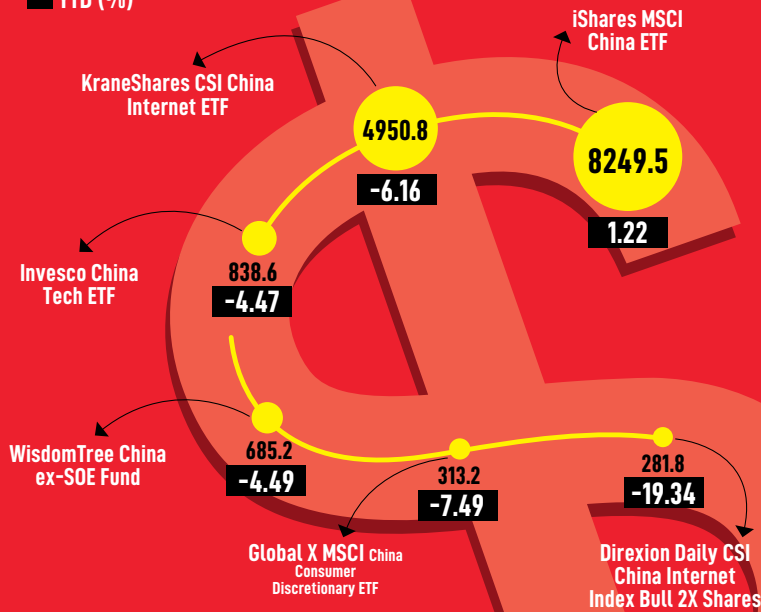 YTD (%)
iShares MSCI
China ETF
KraneShares CSI China
Internet ETF
4950.8
-6.16
8249.5
1.22
838.6
-4.47
Invesco China
Tech ETF
WisdomTree China
ex-SOE Fund
685.2
-4.49
313.2
-7.49
281.8
-19.34
Global X MSCI China
Consumer
Discretionary ETF
Direxion Daily CSI
China Internet
Index Bull 2X Shares